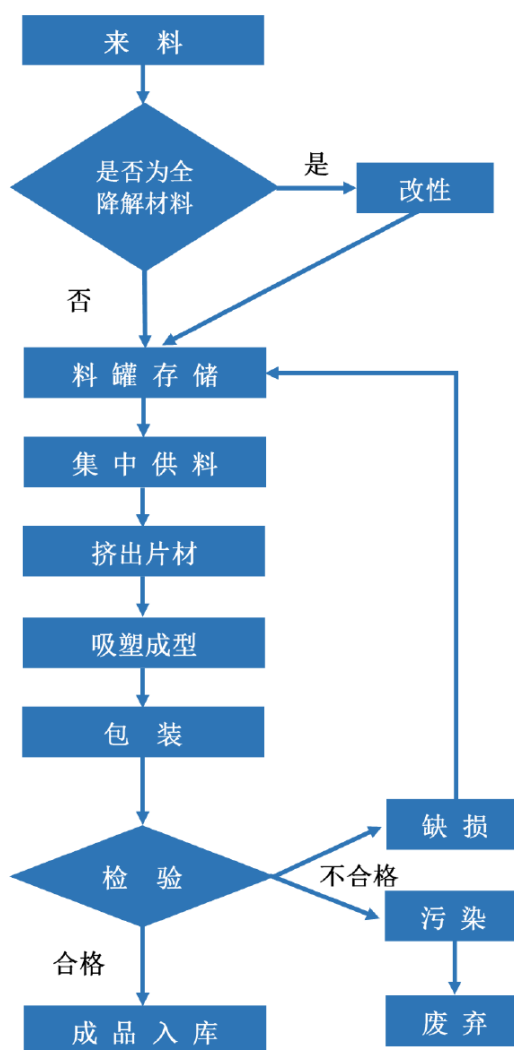 来 料
是否为全
降解材料
是
改性
否
料 罐 存 储
集 中 供 料
挤出片材
吸塑成型
包 装
缺 损
检 验
不合格
污 染
合格
成 品 入 库
废 弃